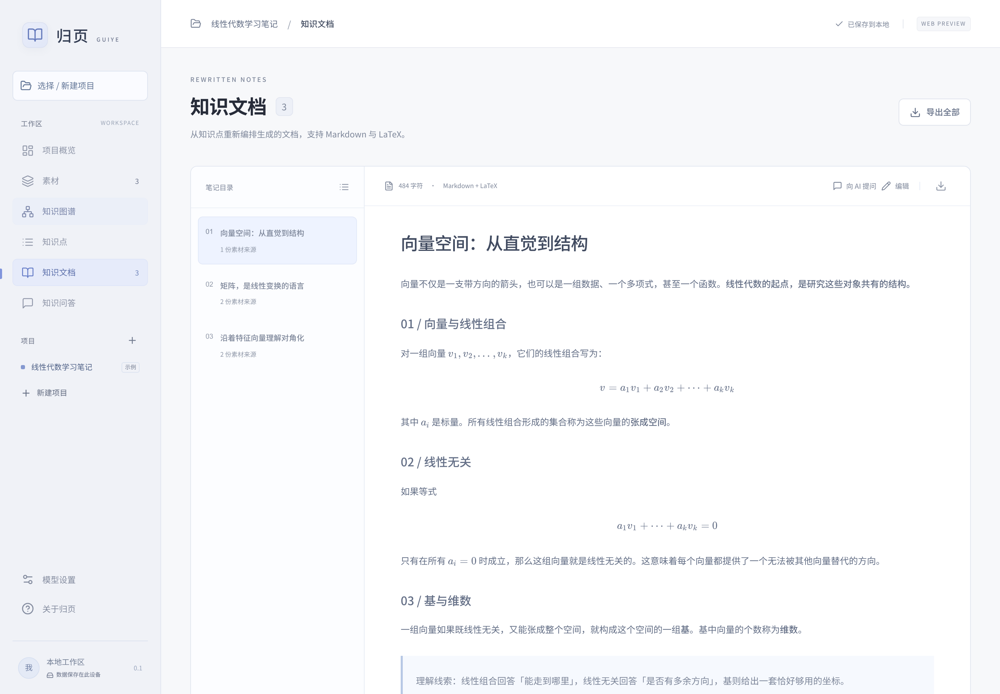 归页 GUIYE
选择 / 新建项目
工作区 WORKSPACE
项目概览
素材 3
知识图谱
知识点
知识文档 3
知识问答
项目
线性代数学习笔记 示例
新建项目
模型设置
关于归页
我 本地工作区 0.1
数据保存在此设备
线性代数学习笔记 / 知识文档
已保存到本地 WEB PREVIEW
REWRITTEN NOTES
知识文档 3
从知识点重新编排生成的文档，支持 Markdown 与 LaTeX。
导出全部
笔记目录
01 向量空间：从直觉到结构
1 份素材来源
02 矩阵，是线性变换的语言
2 份素材来源
03 沿着特征向量理解对角化
2 份素材来源
484 字符 · Markdown + LaTeX
向 AI 提问 编辑
向量空间：从直觉到结构
向量不仅是一支带方向的箭头，也可以是一组数据、一个多项式，甚至一个函数。线性代数的起点，是研究这些对象共有的结构。
01 / 向量与线性组合
对一组向量 v₁, v₂, . . . , vₖ，它们的线性组合写为：
v = a₁v₁ + a₂v₂ + · · · + aₖvₖ
其中 aᵢ 是标量。所有线性组合形成的集合称为这些向量的张成空间。
02 / 线性无关
如果等式
a₁v₁ + · · · + aₖvₖ = 0
只有在所有 aᵢ = 0 时成立，那么这组向量就是线性无关的。这意味着每个向量都提供了一个无法被其他向量替代的方向。
03 / 基与维数
一组向量如果既线性无关，又能张成整个空间，就构成这个空间的一组基。基中向量的个数称为维数。
理解线索：线性组合回答「能走到哪里」，线性无关回答「是否有多余方向」，基则给出一套恰好够用的坐标。